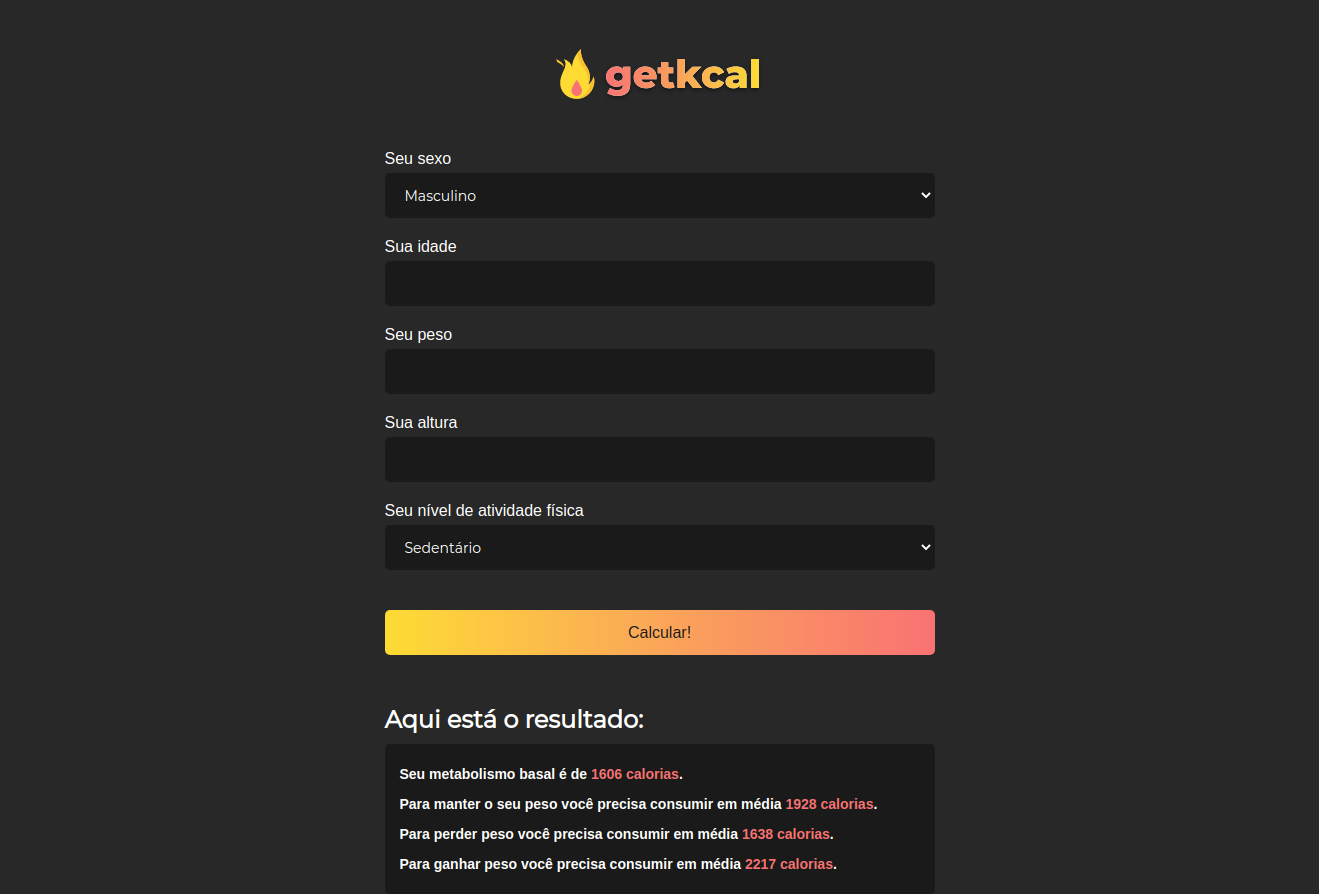 getkcal
Seu sexo
Masculino
Sua idade
Seu peso
Sua altura
Seu nível de atividade física
Sedentário
Calcular!
Aqui está o resultado:
Seu metabolismo basal é de 1606 calorias.
Para manter o seu peso você precisa consumir em média 1928 calorias.
Para perder peso você precisa consumir em média 1638 calorias.
Para ganhar peso você precisa consumir em média 2217 calorias.